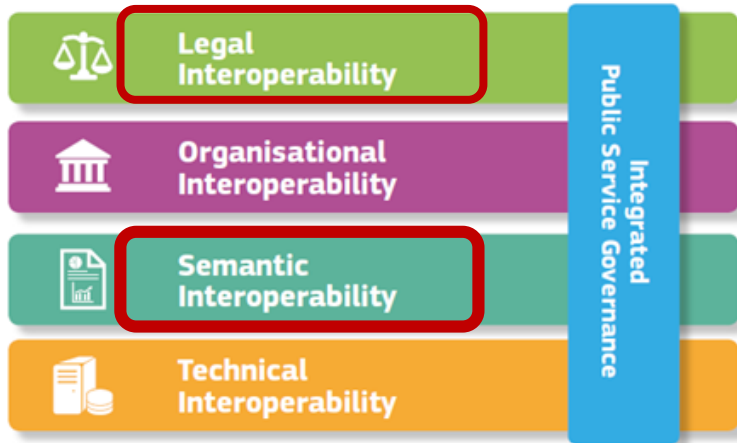 Legal
Interoperability
Organisational
Interoperability
Semantic
Interoperability
Technical
Interoperability
Integrated
Public Service Governance